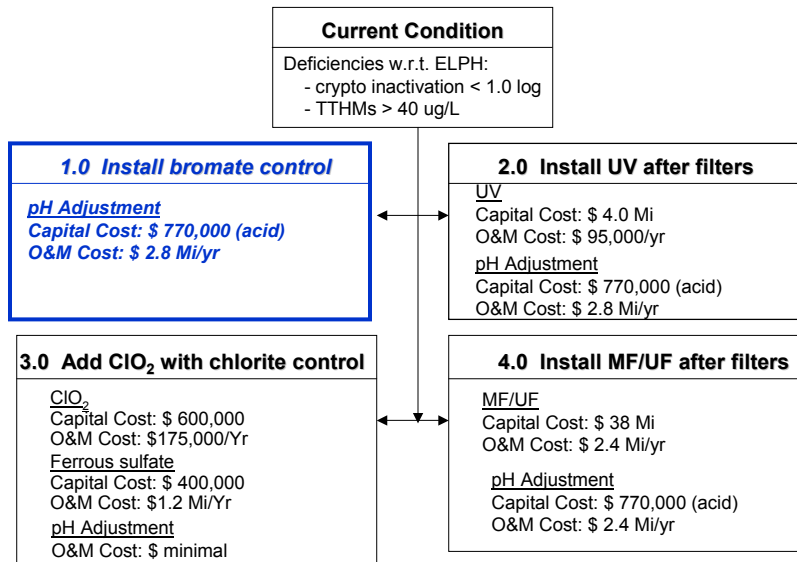 Current Condition
Deficiencies w.r.t. ELPH:
- crypto inactivation < 1.0 log
- TTHMs > 40 ug/L
1.0 Install bromate control
pH Adjustment
Capital Cost: $ 770,000 (acid)
O&M Cost: $ 2.8 Mi/yr
2.0 Install UV after filters
UV
Capital Cost: $ 4.0 Mi
O&M Cost: $ 95,000/yr
pH Adjustment
Capital Cost: $ 770,000 (acid)
O&M Cost: $ 2.8 Mi/yr
3.0 Add ClO₂ with chlorite control
ClO₂
Capital Cost: $ 600,000
O&M Cost: $175,000/Yr
Ferrous sulfate
Capital Cost: $ 400,000
O&M Cost: $1.2 Mi/Yr
pH Adjustment
O&M Cost: $ minimal
4.0 Install MF/UF after filters
MF/UF
Capital Cost: $ 38 Mi
O&M Cost: $ 2.4 Mi/yr
pH Adjustment
Capital Cost: $ 770,000 (acid)
O&M Cost: $ 2.4 Mi/yr